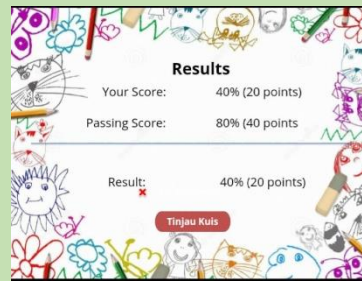 Results
Your Score: 40% (20 points)
Passing Score: 80% (40 points
Result: 40% (20 points)
Tinjau Kuis